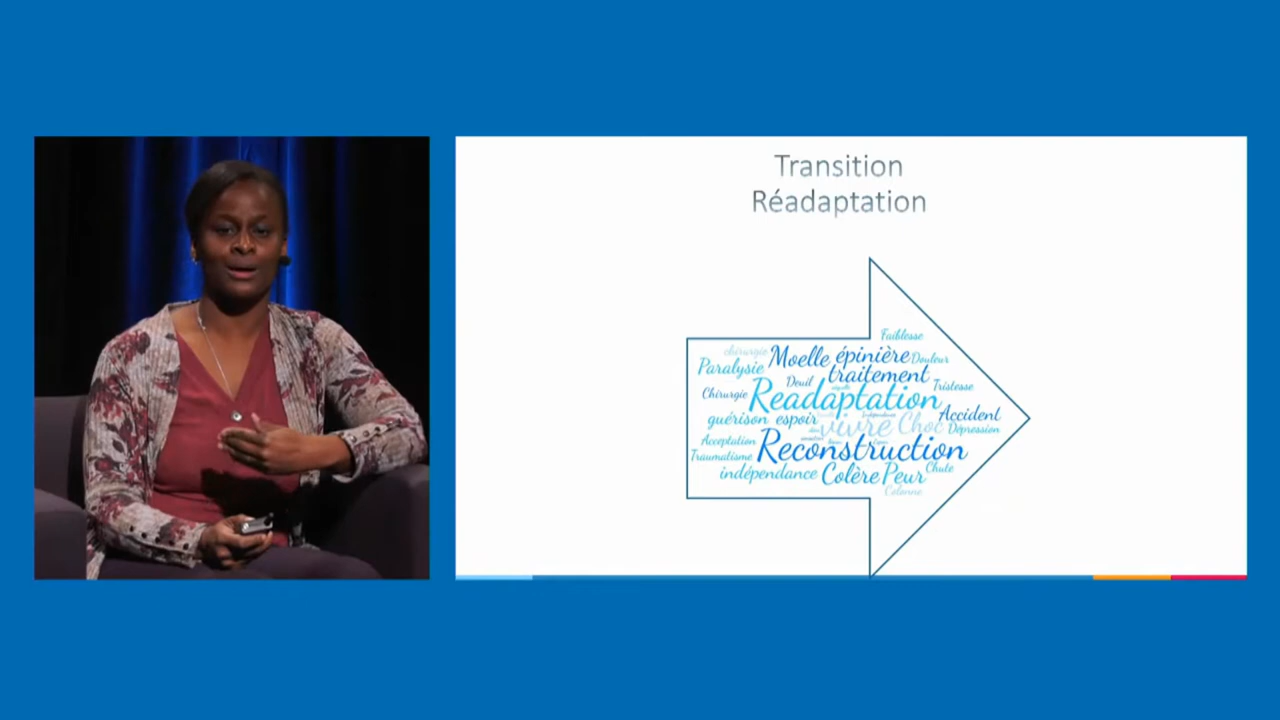 Transition
Réadaptation
Faiblesse
chirurgie Moelle épinière Douleur
Paralysie Deuil traitement Tristesse
Chirurgie Readaptation Accident
guérison espoir vivre Choc Dépression
Acceptation Reconstruction
Traumatisme
indépendance Colère Peur Chute
Colonne